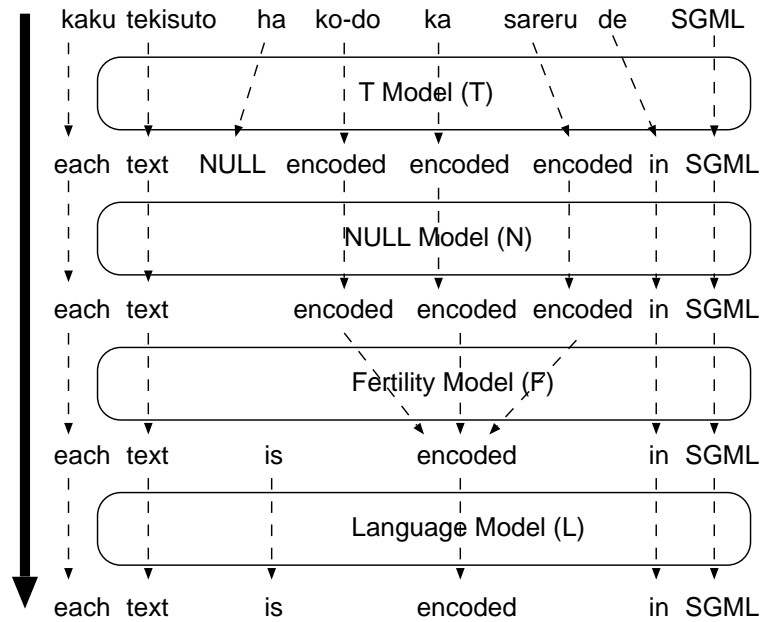 kaku tekisuto ha ko-do ka sareru de SGML
T Model (T)
each text NULL encoded encoded encoded in SGML
NULL Model (N)
each text encoded encoded encoded in SGML
Fertility Model (F)
each text is encoded in SGML
Language Model (L)
each text is encoded in SGML